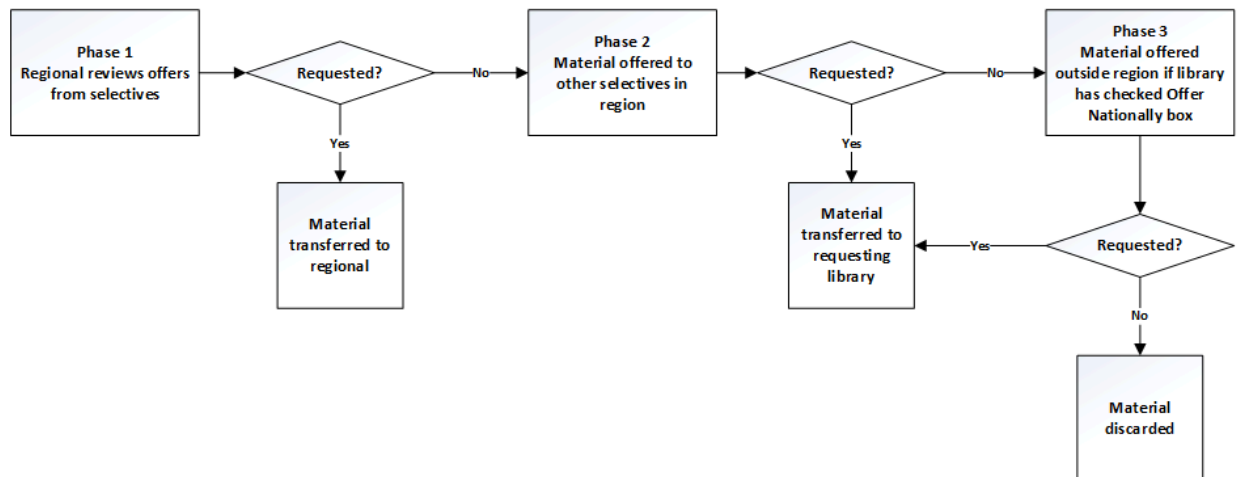 Phase 1
Regional reviews offers
from selectives
Requested?
No
Yes
Material
transferred to
regional
Phase 2
Material offered to
other selectives in
region
Requested?
No
Yes
Material
transferred to
requesting
library
Phase 3
Material offered
outside region if library
has checked Offer
Nationally box
Requested?
Yes
No
Material
discarded